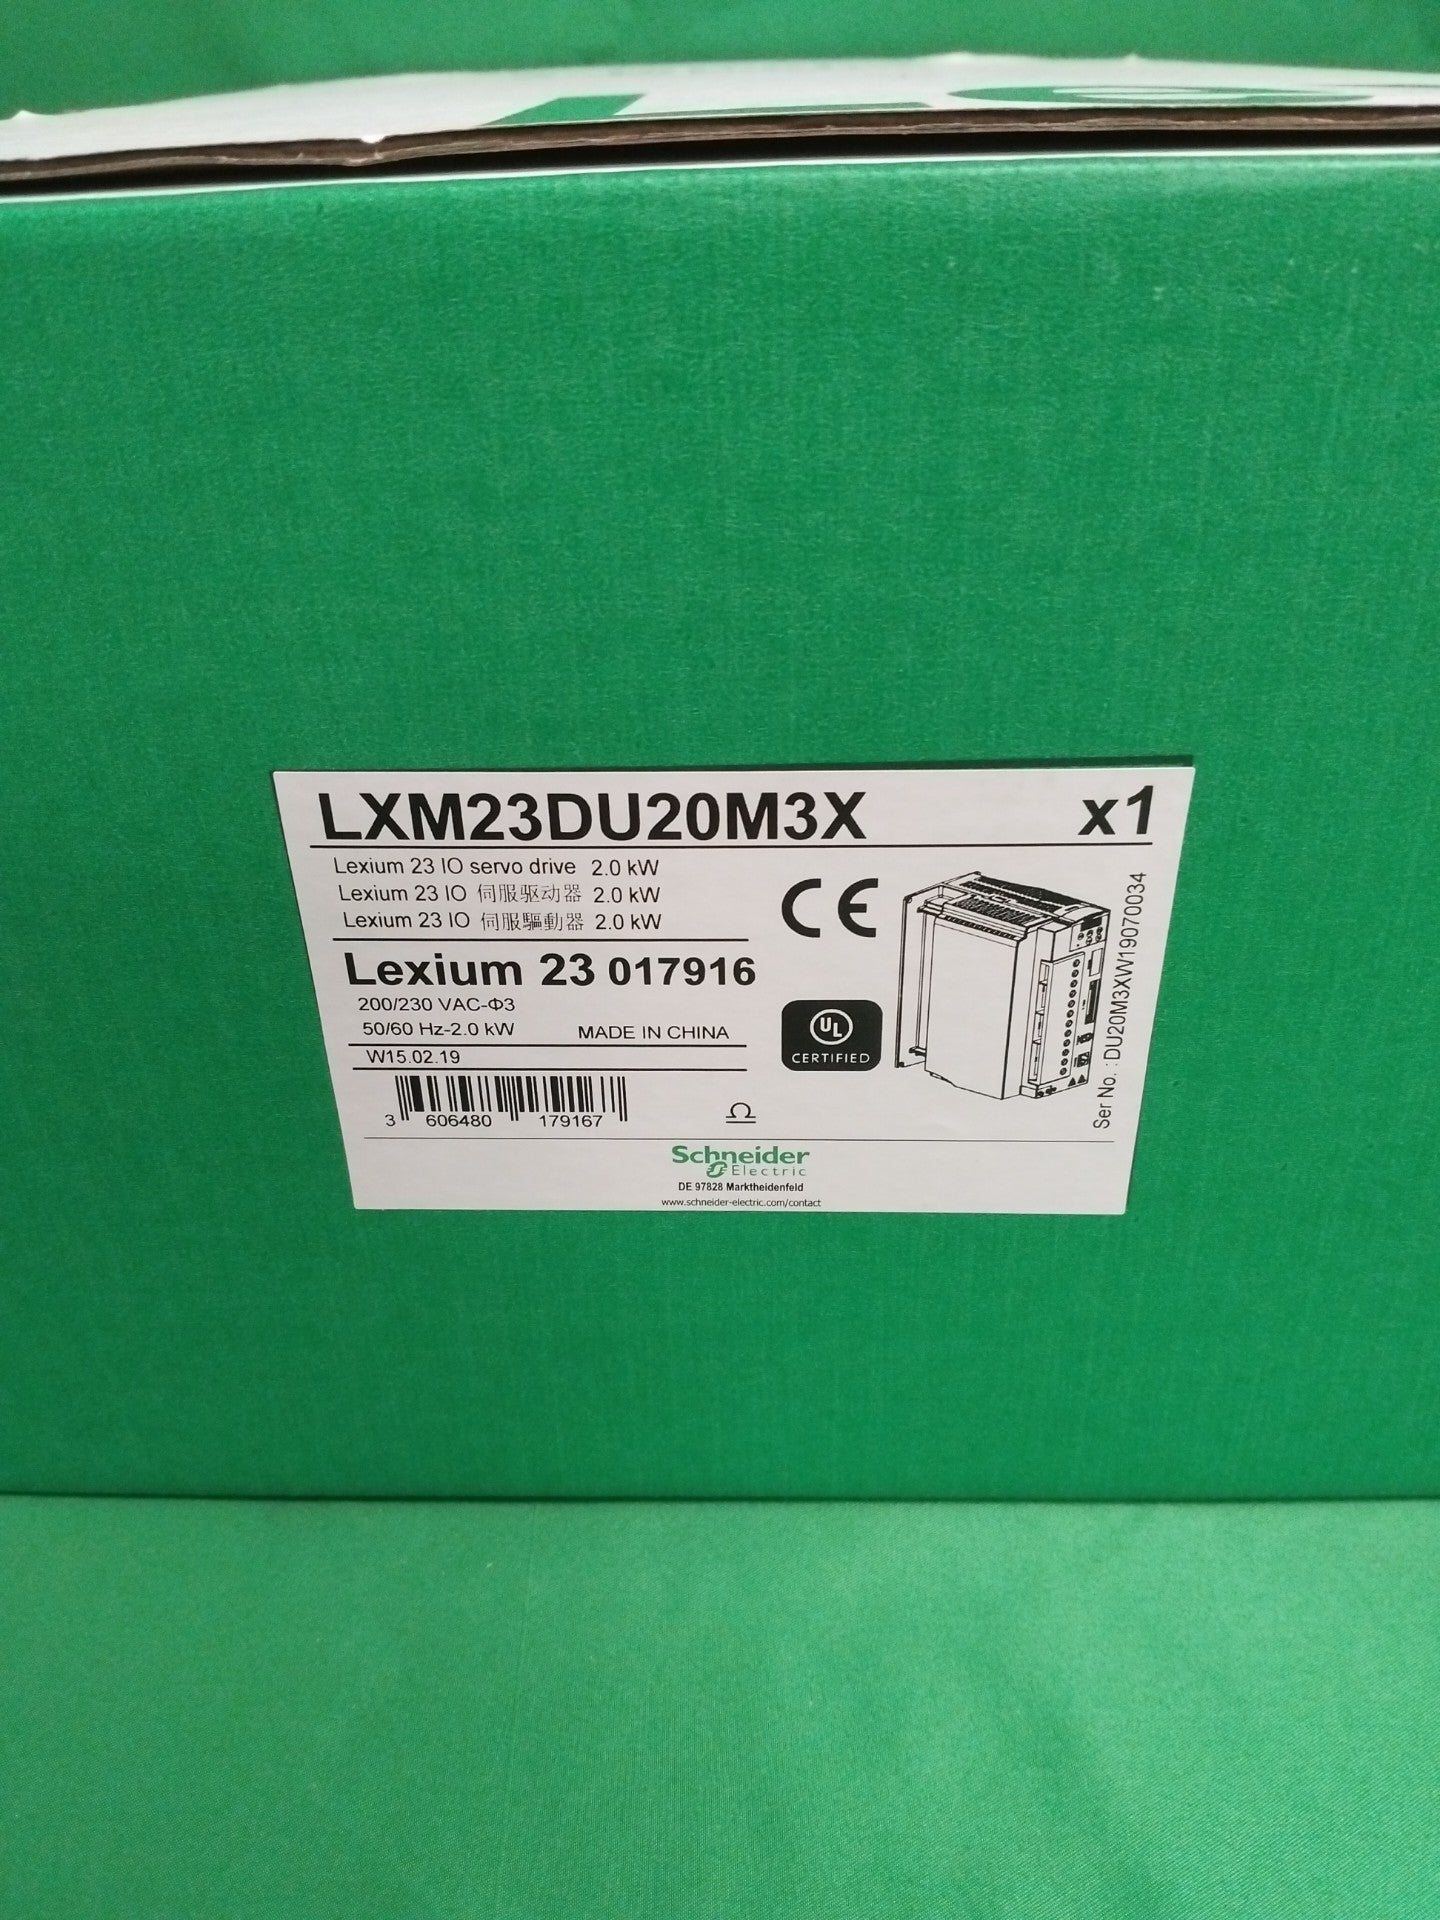 LXM23DU20M3X x1
Lexium 23 IO servo drive 2.0 kW
Lexium 23 IO 伺服驱动器 2.0 kW
Lexium 23 IO 伺服驅動器 2.0 kW
CE
Lexium 23 017916
200/230 VAC-Φ3
50/60 Hz-2.0 kW MADE IN CHINA
W15.02.19
UL
CERTIFIED
Ser No. :DU20M3XW19070034
3 606480 179167
Schneider
Electric
DE 97828 Marktheidenfeld
www.schneider-electric.com/contact